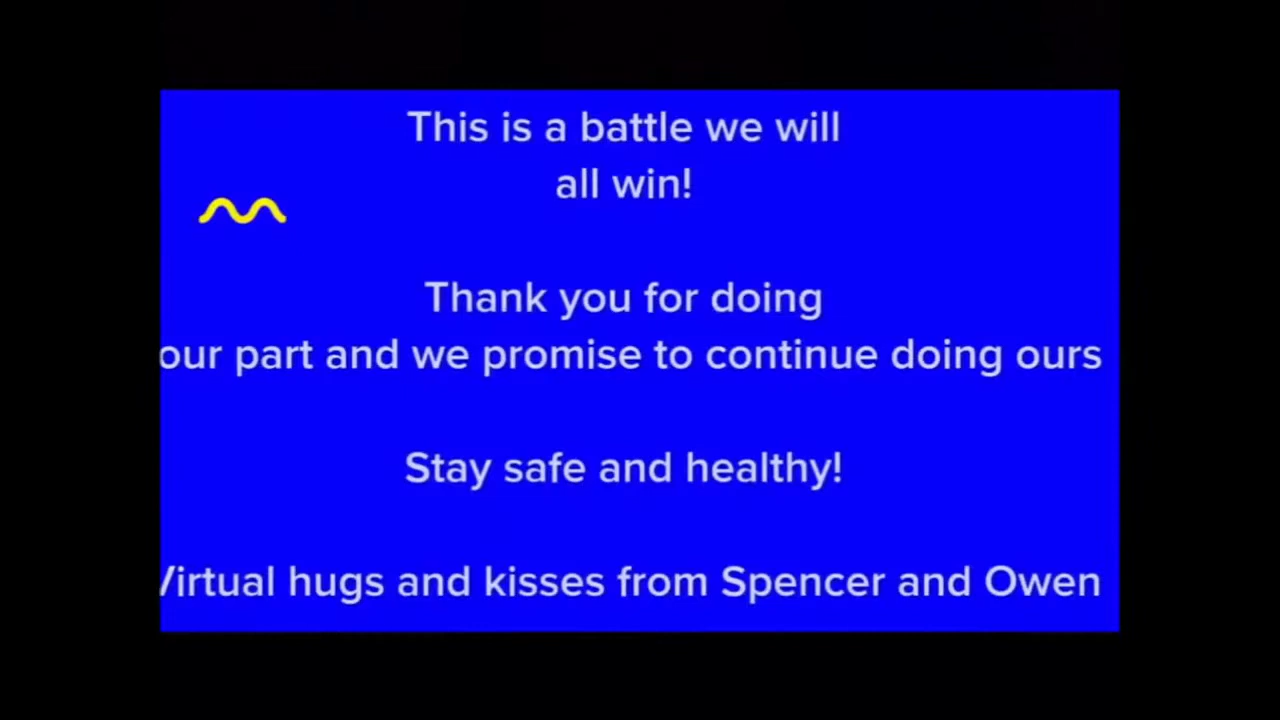 This is a battle we will
all win!
Thank you for doing
our part and we promise to continue doing ours
Stay safe and healthy!
Virtual hugs and kisses from Spencer and Owen